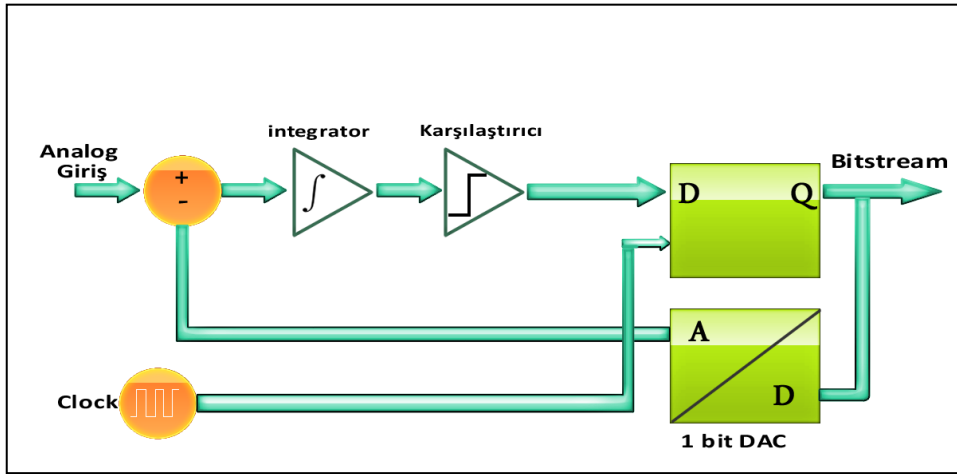 Analog
Giriş
+
-
integrator
∫
Karşılaştırıcı
D
Q
Bitstream
A
D
1 bit DAC
Clock